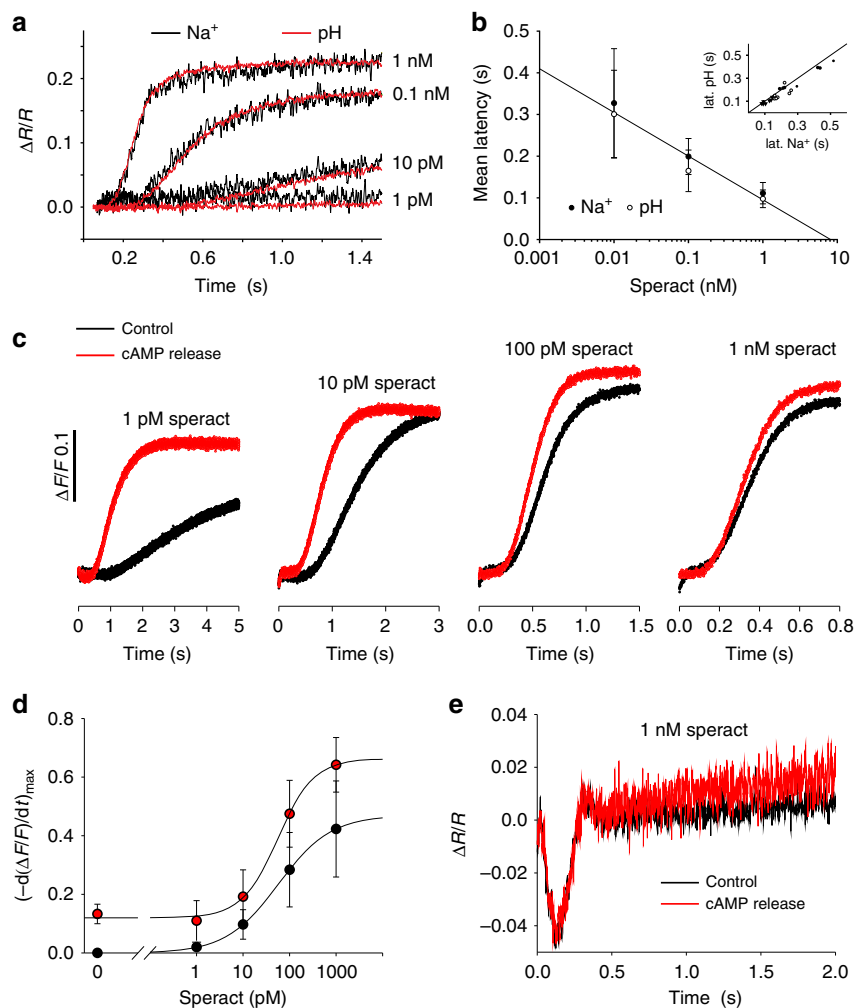 a
Na⁺ pH
1 nM
0.1 nM
10 pM
1 pM
ΔR/R
0.2
0.1
0.0
0.2 0.6 1.0 1.4
Time (s)
b
Mean latency (s)
0.5
0.4
0.3
0.2
0.1
0.0
Na⁺ pH
0.001 0.01 0.1 1 10
Speract (nM)
lat. pH (s)
0.5
0.3
0.1
0.1 0.3 0.5
lat. Na⁺ (s)
c
Control
cAMP release
ΔF/F 0.1
1 pM speract
0 1 2 3 4 5
Time (s)
10 pM speract
0 1 2 3
Time (s)
100 pM speract
0.0 0.5 1.0 1.5
Time (s)
1 nM speract
0.0 0.2 0.4 0.6 0.8
Time (s)
d
(–d(ΔF/F)/dt)max
0.8
0.6
0.4
0.2
0.0
0 1 10 100 1000
Speract (pM)
e
1 nM speract
ΔR/R
0.04
0.02
0.0
–0.02
–0.04
Control
cAMP release
0.0 0.5 1.0 1.5 2.0
Time (s)